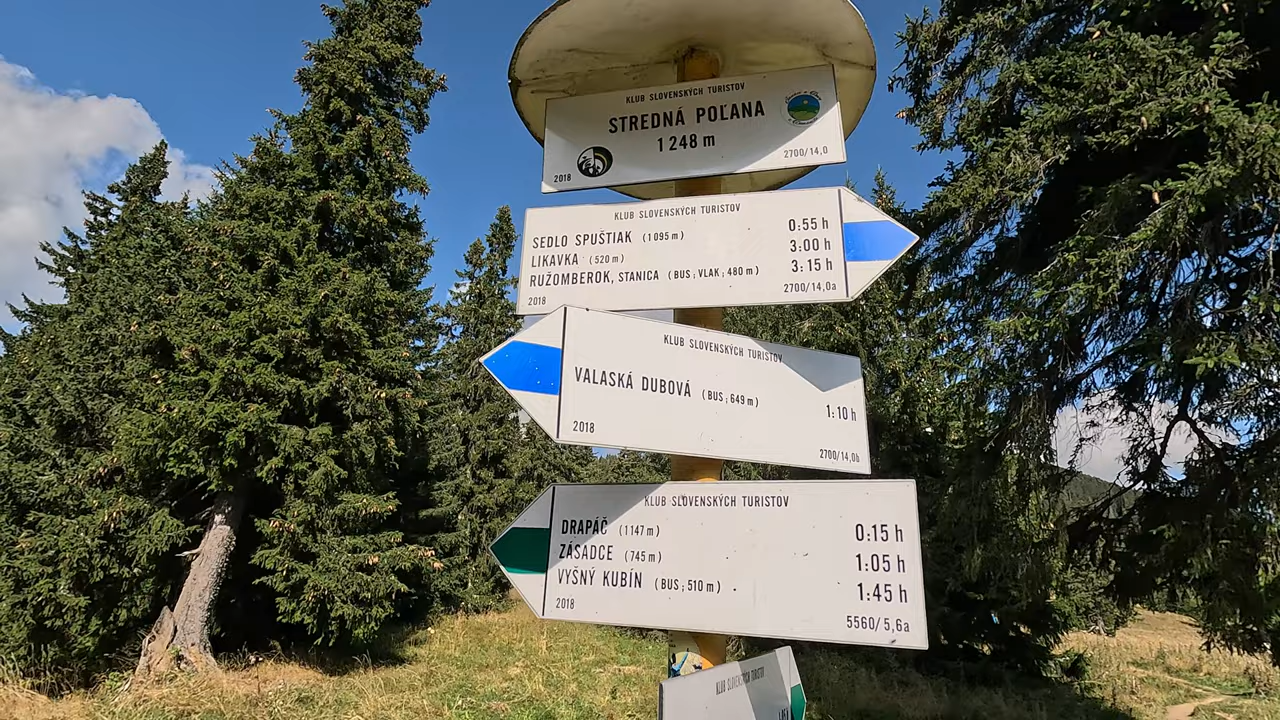 KLUB SLOVENSKÝCH TURISTOV
STREDNÁ POĽANA
1 248 m
2018
2700/14,0
KLUB SLOVENSKÝCH TURISTOV
SEDLO SPUŠTIAK (1 095 m) 0:55 h
LIKAVKA (520 m) 3:00 h
RUŽOMBEROK, STANICA (BUS; VLAK; 480 m) 3:15 h
2018 2700/14,0a
KLUB SLOVENSKÝCH TURISTOV
VALASKÁ DUBOVÁ (BUS; 649 m) 1:10 h
2018 2700/14,0b
KLUB SLOVENSKÝCH TURISTOV
DRAPÁČ (1147 m) 0:15 h
ZÁSADCE (745 m) 1:05 h
VYŠNÝ KUBÍN (BUS; 510 m) 1:45 h
2018 5560/5,6a
KLUB SLOVENSKÝCH TURISTOV